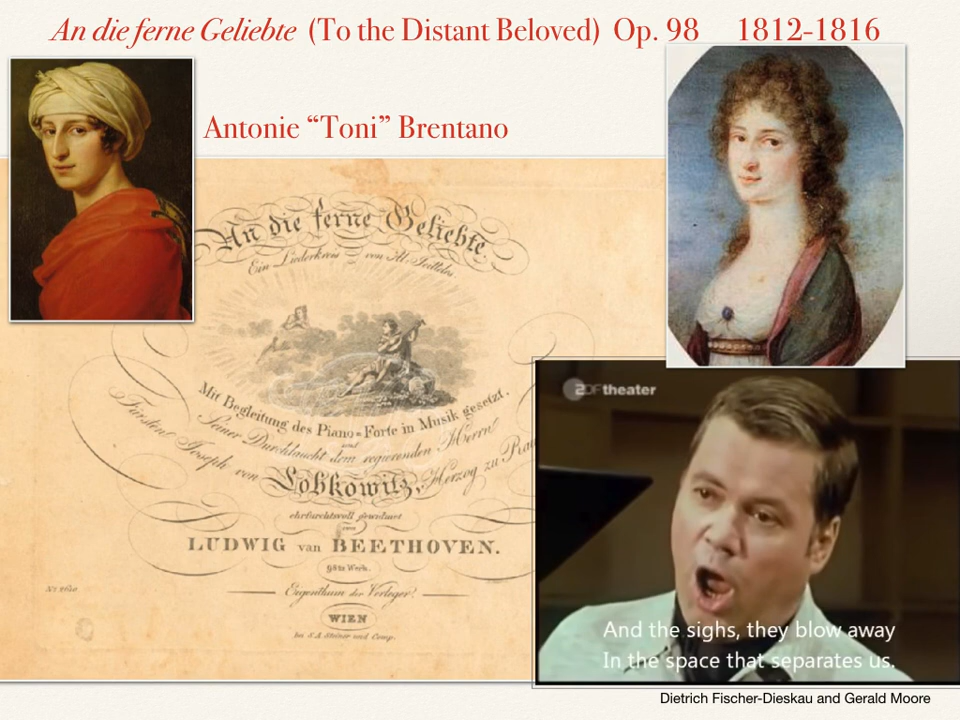 An die ferne Geliebte (To the Distant Beloved) Op. 98 1812-1816
Antonie “Toni” Brentano
An die ferne Geliebte
Ein Liederkreis von Al. Jeitteles
Mit Begleitung des Piano-Forte in Musik gesetzt,
und
Seiner Durchlaucht dem regierenden Herrn
Fürsten Joseph von Lobkowitz, Herzog zu
ehrfurchtsvoll gewidmet
von
LUDWIG van BEETHOVEN.
98tes Werk.
Eigenthum der Verleger.
WIEN
bei S.A. Steiner und Comp.
ZDFtheater
And the sighs, they blow away
In the space that separates us.
Dietrich Fischer-Dieskau and Gerald Moore